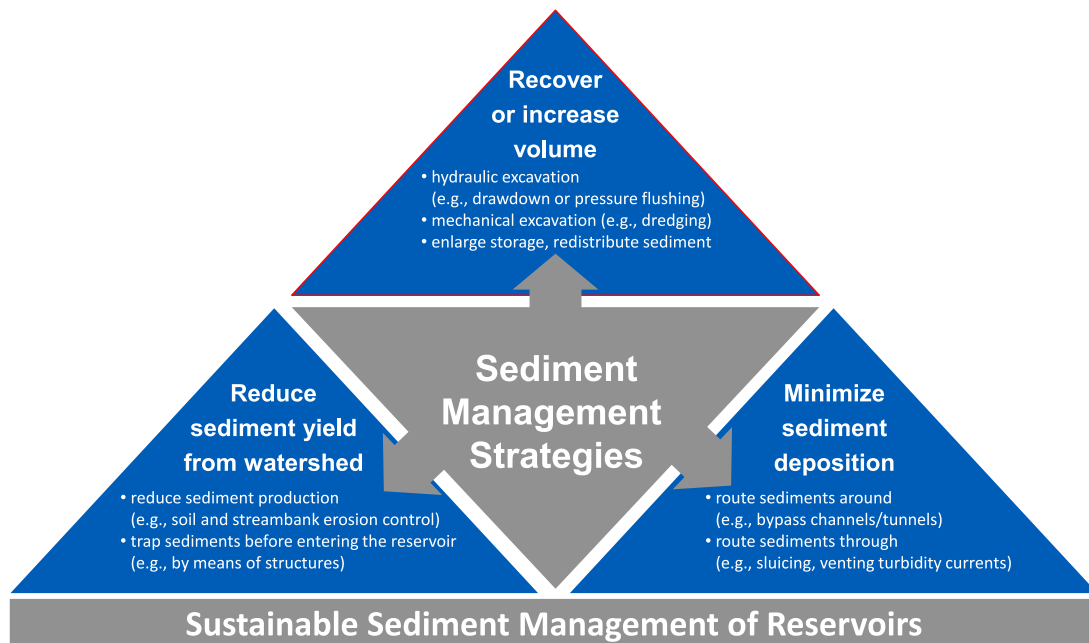 Recover
or increase
volume
• hydraulic excavation
(e.g., drawdown or pressure flushing)
• mechanical excavation (e.g., dredging)
• enlarge storage, redistribute sediment
Sediment
Management
Strategies
Reduce
sediment yield
from watershed
• reduce sediment production
(e.g., soil and streambank erosion control)
• trap sediments before entering the reservoir
(e.g., by means of structures)
Minimize
sediment
deposition
• route sediments around
(e.g., bypass channels/tunnels)
• route sediments through
(e.g., sluicing, venting turbidity currents)
Sustainable Sediment Management of Reservoirs